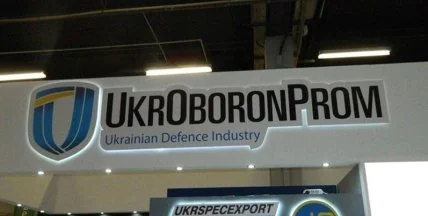 UKROBORONPROM
Ukrainian Defence Industry
UKRSPECEXPORT